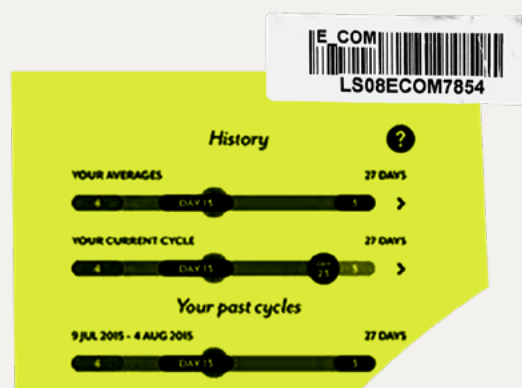 E_COM
LS08ECOM7854
History ?
YOUR AVERAGES 27 DAYS
4 DAY 15 5
YOUR CURRENT CYCLE 27 DAYS
4 DAY 15 DAY 25 5
Your past cycles
9 JUL 2015 - 4 AUG 2015 27 DAYS
4 DAY 15 5